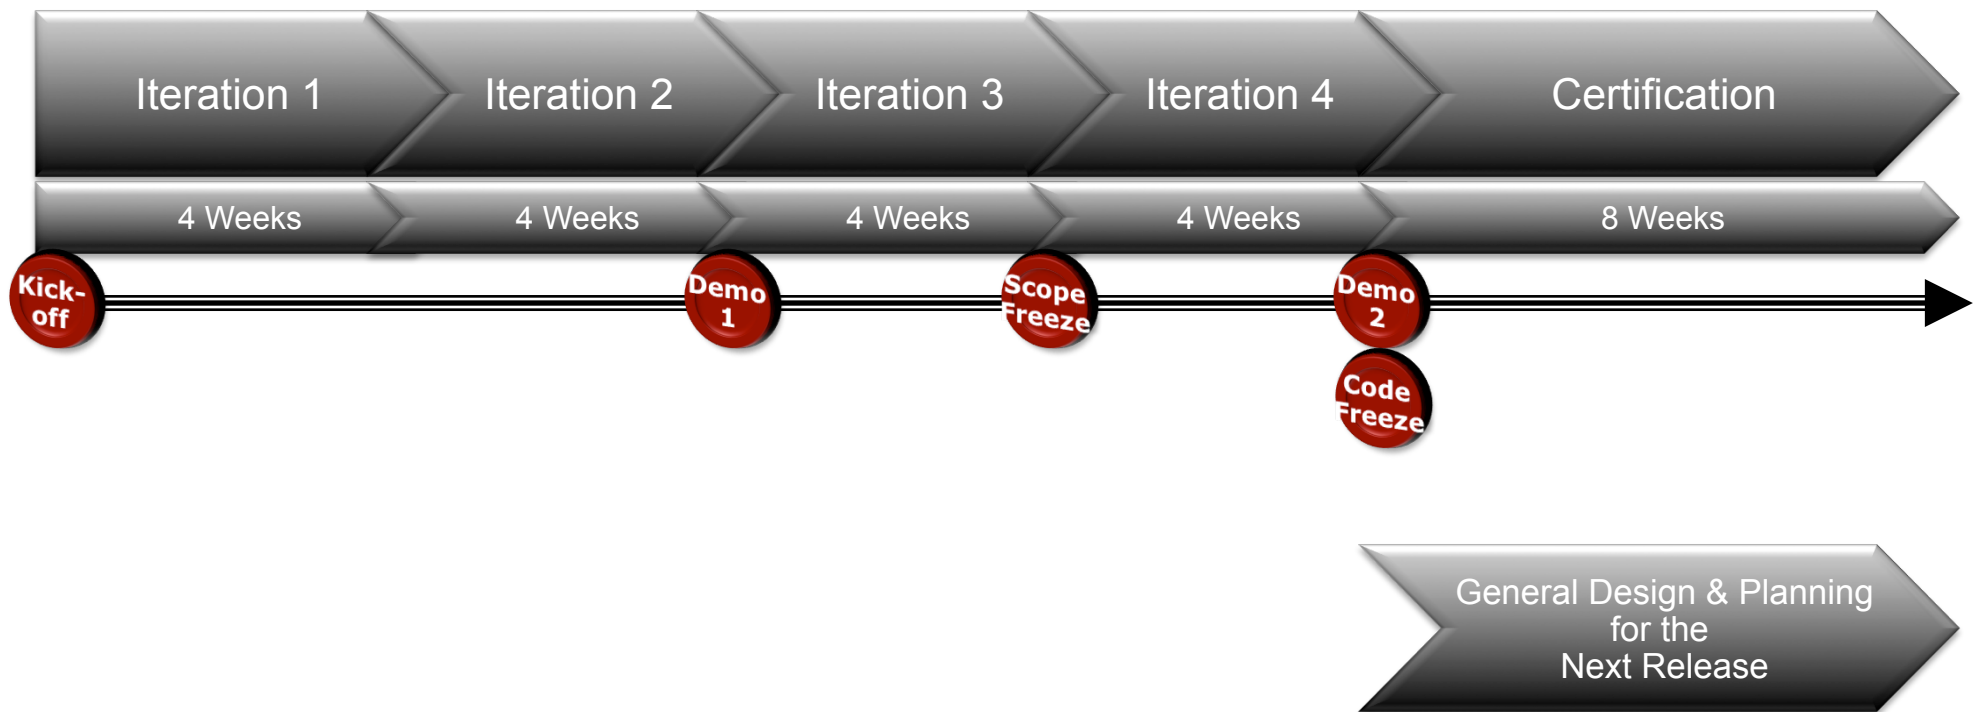 Iteration 1
Iteration 2
Iteration 3
Iteration 4
Certification
4 Weeks
4 Weeks
4 Weeks
4 Weeks
8 Weeks
Kick-
off
Demo
1
Scope
Freeze
Demo
2
Code
Freeze
General Design & Planning
for the
Next Release